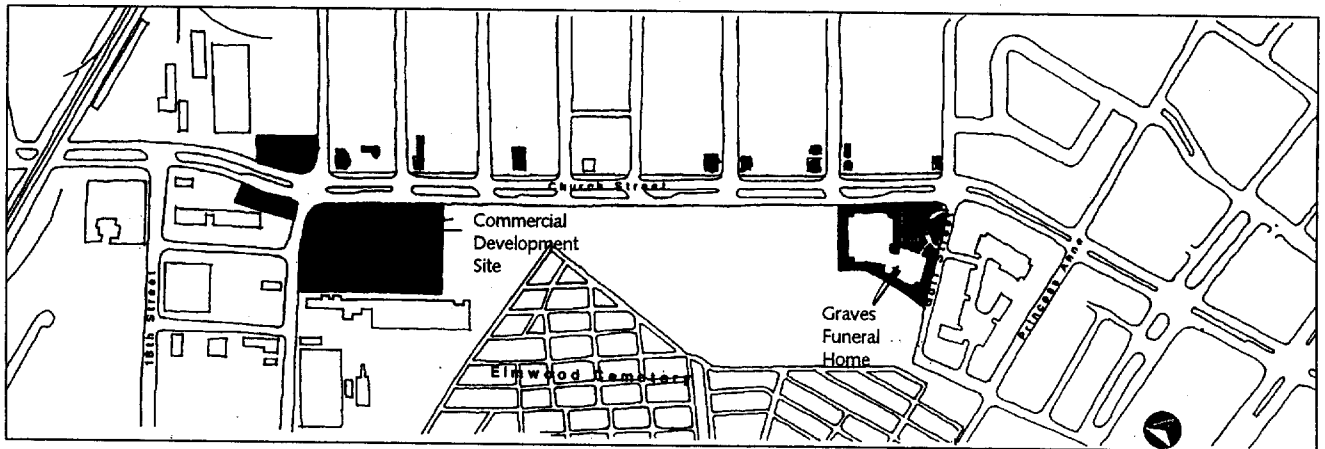 Church Street
Commercial
Development
Site
18th Street
Graves
Funeral
Home
Princess Anne
Elmwood Cemetery